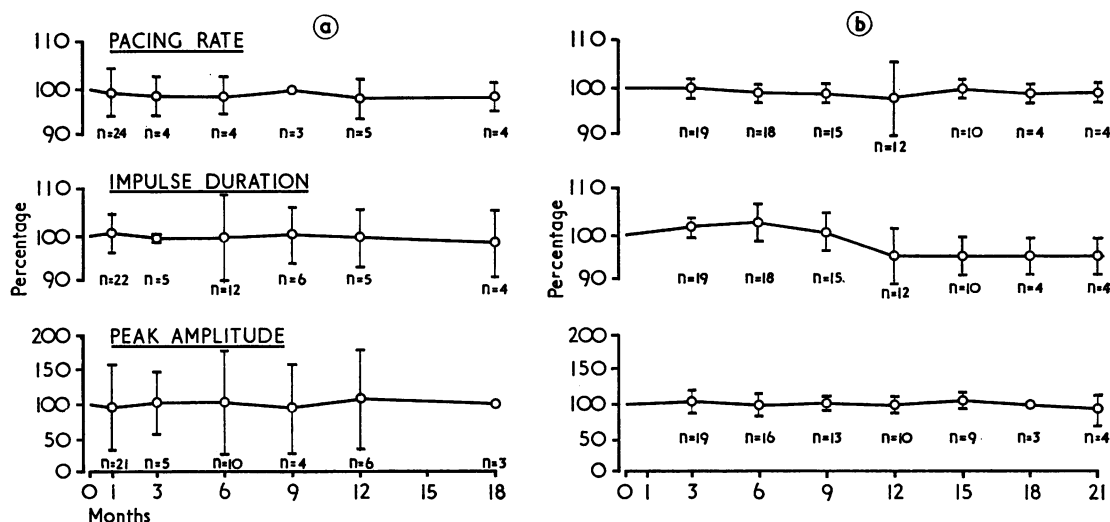 a
b
110
PACING RATE
100
90
n=24 n=4 n=4 n=3 n=5 n=4
110
100
90
n=19 n=18 n=15 n=12 n=10 n=4 n=4
110
IMPULSE DURATION
100
90
n=22 n=5 n=12 n=6 n=5 n=4
110
100
90
n=19 n=18 n=15. n=12 n=10 n=4 n=4
Percentage
Percentage
200
PEAK AMPLITUDE
150
100
50
0
n=21 n=5 n=10 n=4 n=6 n=3
0 1 3 6 9 12 15 18
Months
200
150
100
50
0
n=19 n=16 n=13 n=10 n=9 n=3 n=4
0 1 3 6 9 12 15 18 21